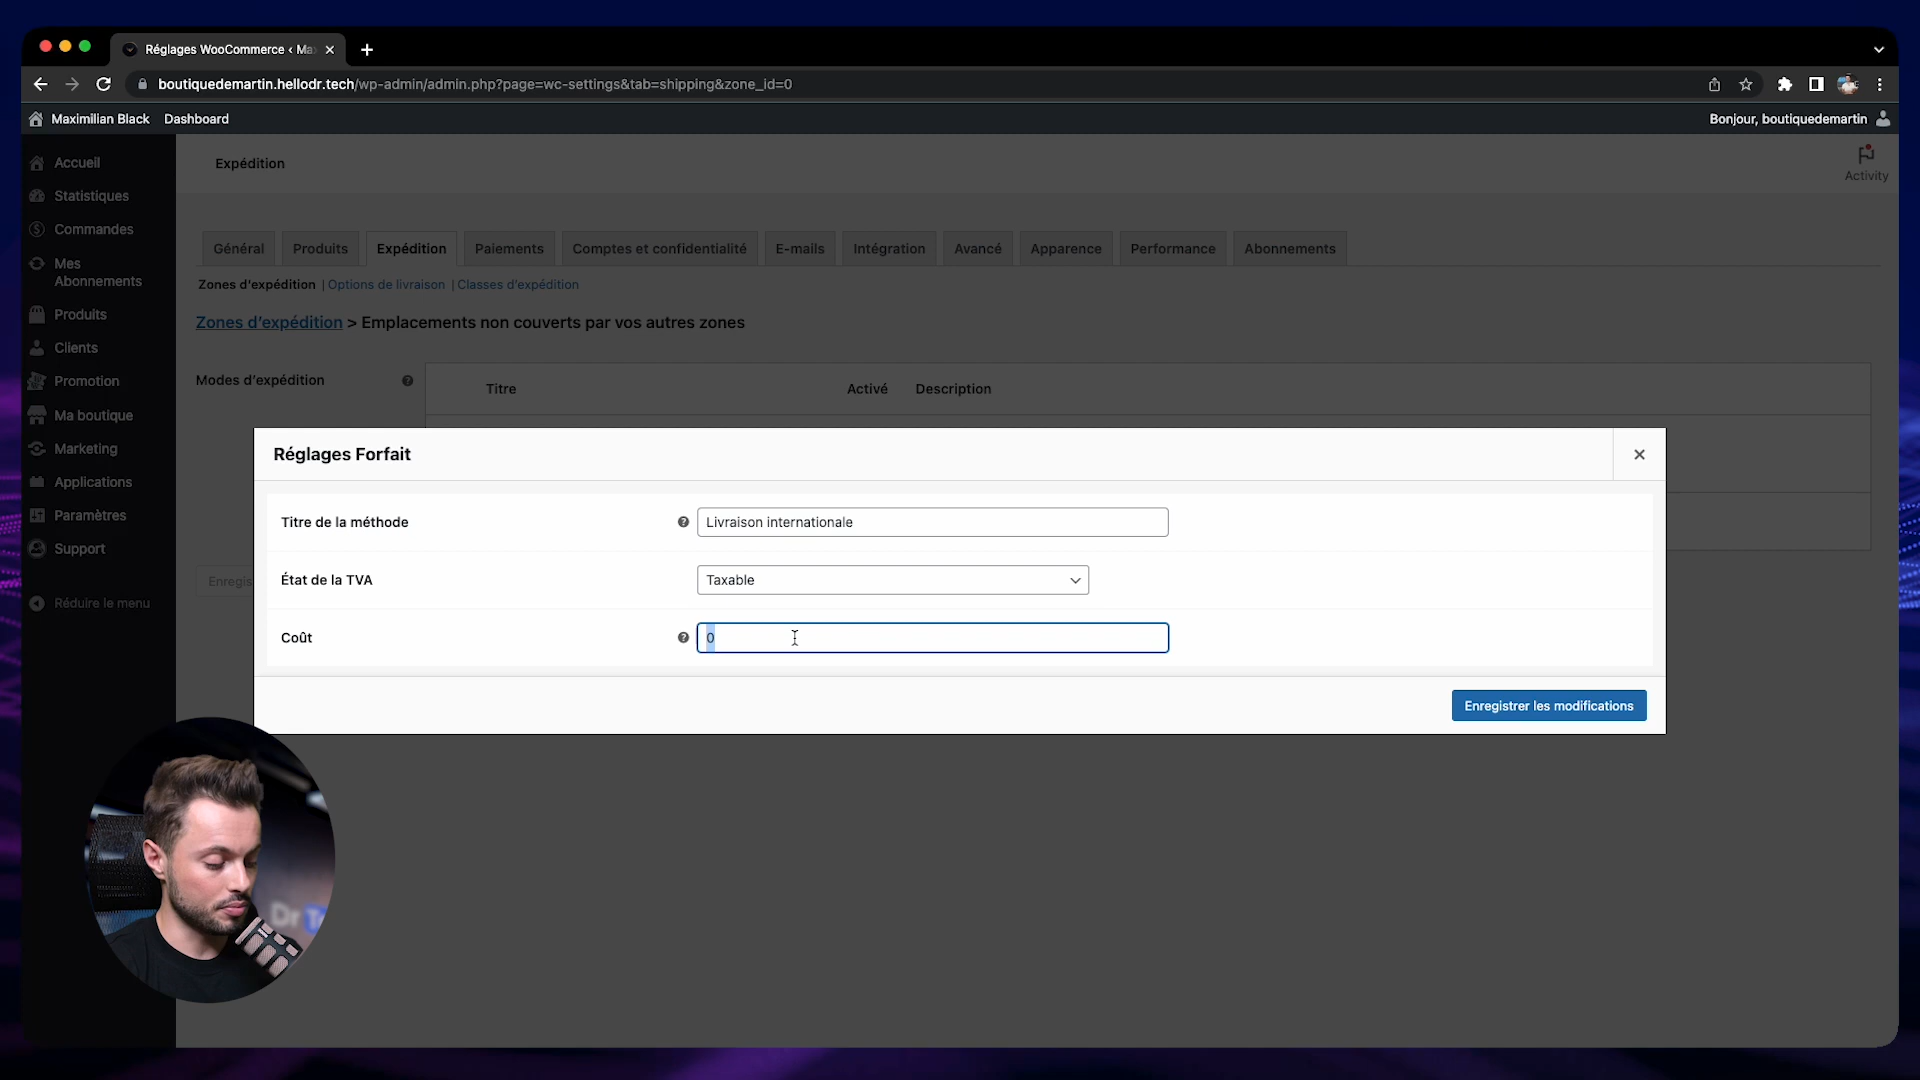 Réglages WooCommerce ‹ Ma
boutiquedemartin.hellodr.tech/wp-admin/admin.php?page=wc-settings&tab=shipping&zone_id=0
Maximilian Black
Dashboard
Bonjour, boutiquedemartin
Accueil
Statistiques
Commandes
Mes
Abonnements
Produits
Clients
Promotion
Ma boutique
Marketing
Applications
Paramètres
Support
Réduire le menu
Expédition
Activity
Général
Produits
Expédition
Paiements
Comptes et confidentialité
E-mails
Intégration
Avancé
Apparence
Performance
Abonnements
Zones d'expédition | Options de livraison | Classes d'expédition
Zones d'expédition > Emplacements non couverts par vos autres zones
Modes d'expédition
Titre
Activé
Description
Enregis
Réglages Forfait
Titre de la méthode
Livraison internationale
État de la TVA
Taxable
Coût
0
Enregistrer les modifications
Dr